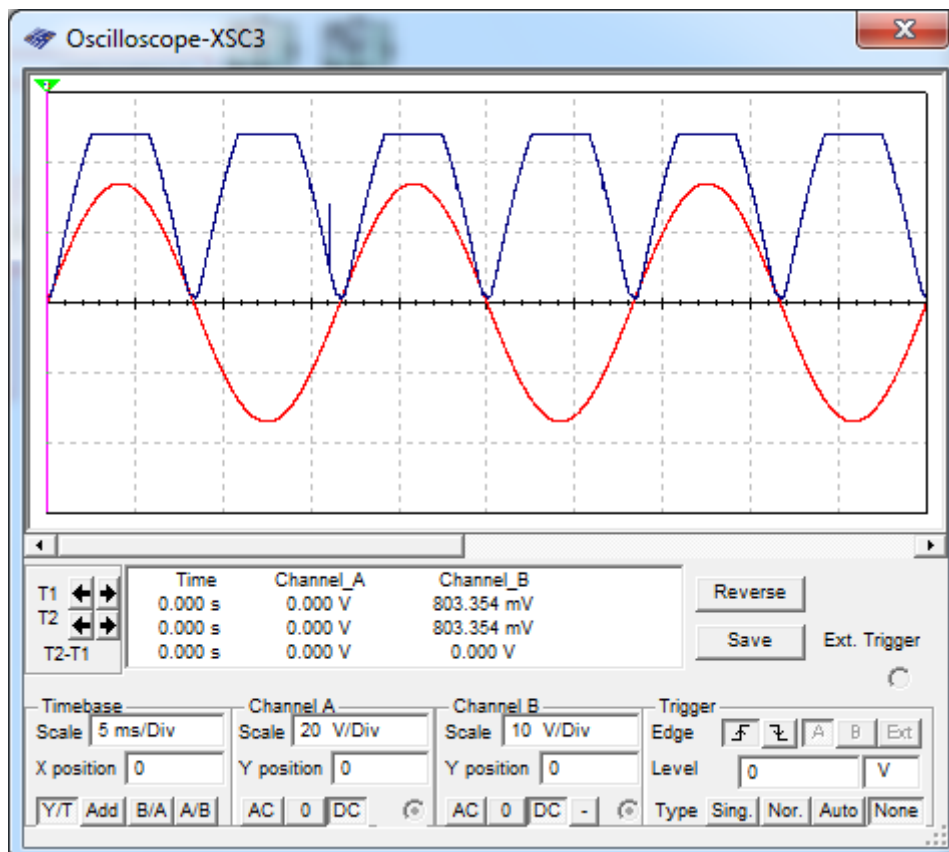 Oscilloscope-XSC3
Time Channel_A Channel_B
T1 0.000 s 0.000 V 803.354 mV
T2 0.000 s 0.000 V 803.354 mV
T2-T1 0.000 s 0.000 V 0.000 V
Reverse
Save Ext. Trigger
Timebase Channel A Channel B Trigger
Scale 5 ms/Div Scale 20 V/Div Scale 10 V/Div Edge A B Ext
X position 0 Y position 0 Y position 0 Level 0 V
Y/T Add B/A A/B AC 0 DC AC 0 DC - Type Sing. Nor. Auto None